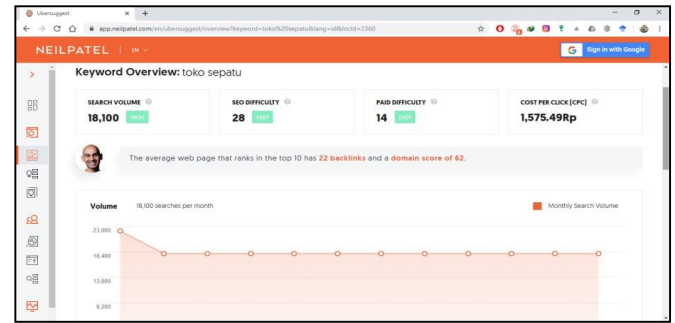 Ubersuggest
app.neilpatel.com/en/ubersuggest/overview?keyword=toko%20sepatu&lang=id&locId=2360
NEILPATEL | EN
Sign in with Google
Keyword Overview: toko sepatu
SEARCH VOLUME
SEO DIFFICULTY
PAID DIFFICULTY
COST PER CLICK (CPC)
18,100 HIGH
28 EASY
14 EASY
1,575.49Rp
The average web page that ranks in the top 10 has 22 backlinks and a domain score of 62.
Volume 18,100 searches per month
Monthly Search Volume
23,000
18,400
13,800
9,200